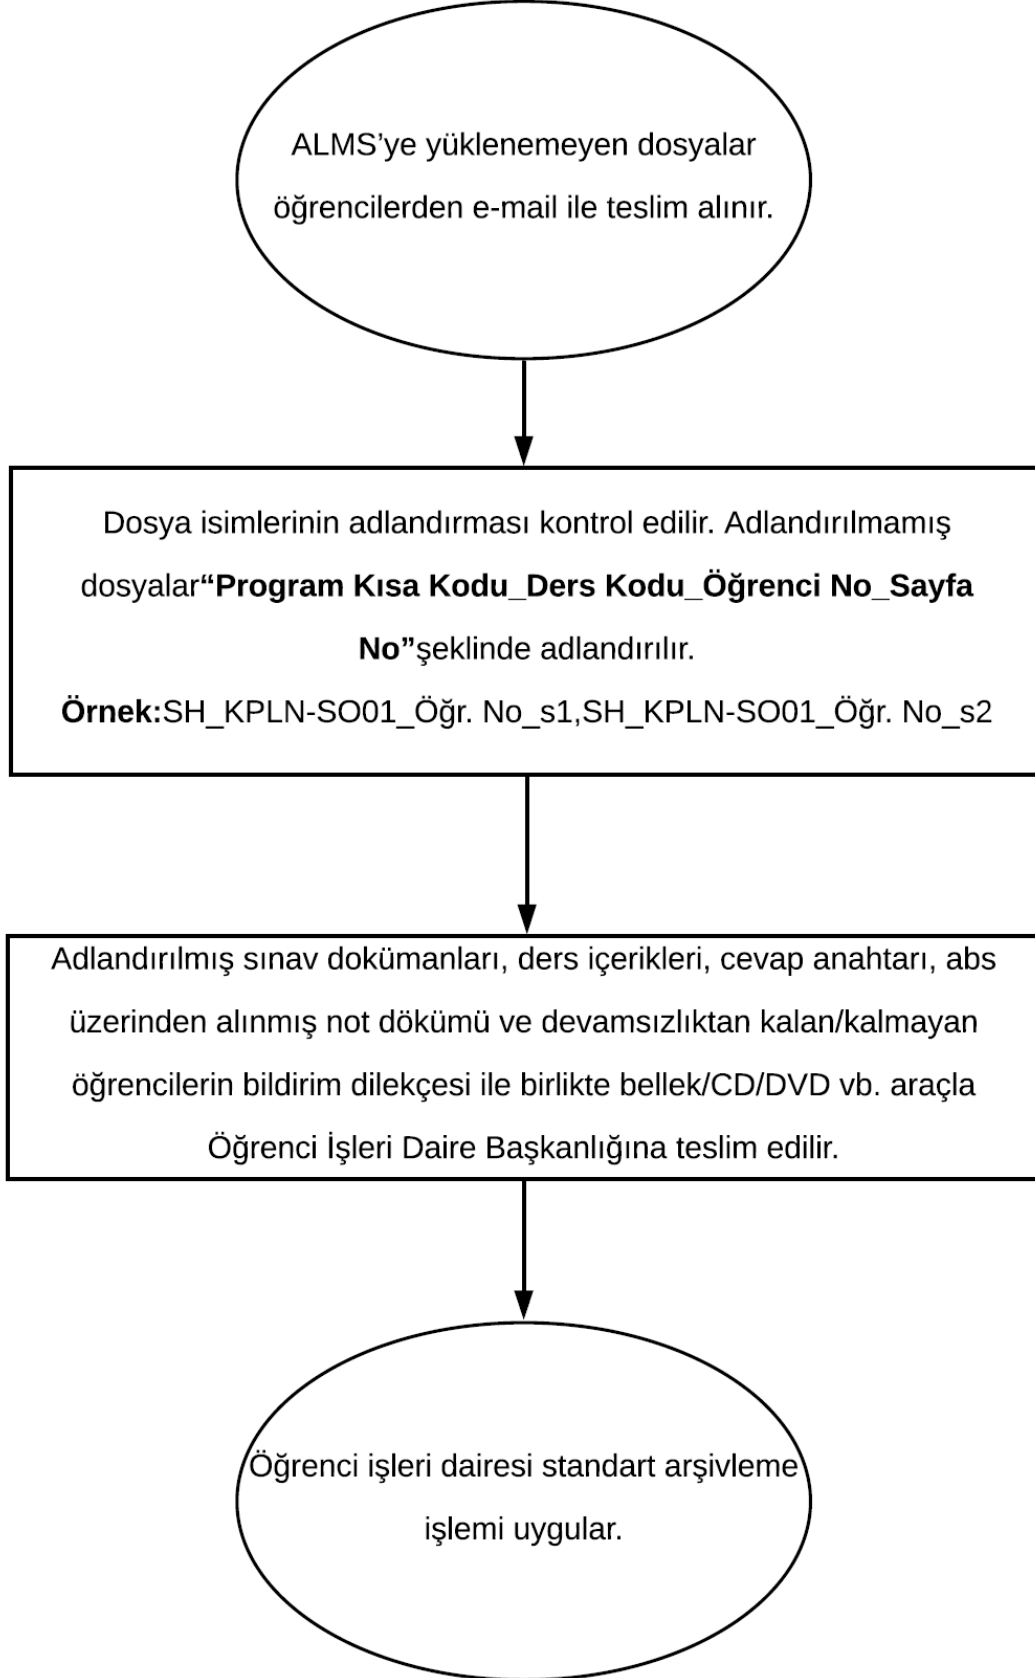 ALMS’ye yüklenemeyen dosyalar
öğrencilerden e-mail ile teslim alınır.
Dosya isimlerinin adlandırması kontrol edilir. Adlandırılmamış
dosyalar“Program Kısa Kodu_Ders Kodu_Öğrenci No_Sayfa
No”şeklinde adlandırılır.
Örnek:SH_KPLN-SO01_Öğr. No_s1,SH_KPLN-SO01_Öğr. No_s2
Adlandırılmış sınav dokümanları, ders içerikleri, cevap anahtarı, abs
üzerinden alınmış not dökümü ve devamsızlıktan kalan/kalmayan
öğrencilerin bildirim dilekçesi ile birlikte bellek/CD/DVD vb. araçla
Öğrenci İşleri Daire Başkanlığına teslim edilir.
Öğrenci işleri dairesi standart arşivleme
işlemi uygular.